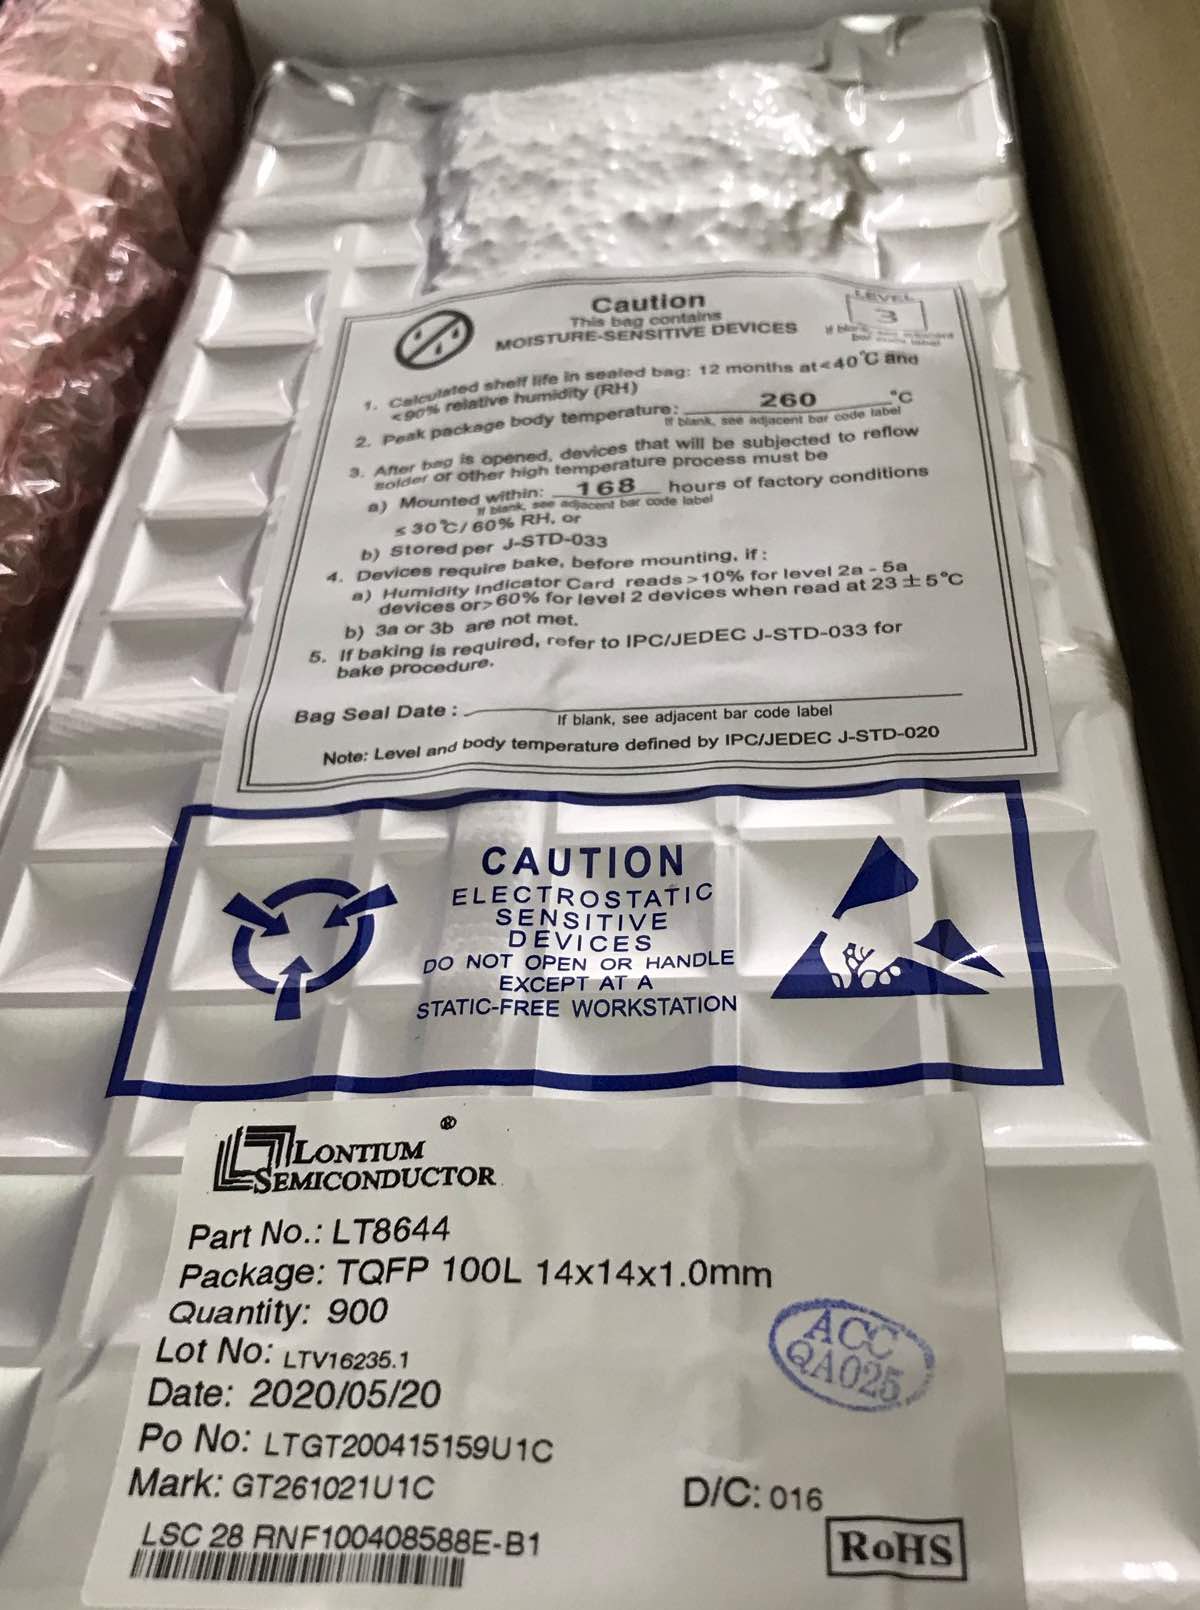 Caution
This bag contains
MOISTURE-SENSITIVE DEVICES
LEVEL
3
If blank, see adjacent
bar code label
1. Calculated shelf life in sealed bag: 12 months at<40℃ and
<90% relative humidity (RH)
2. Peak package body temperature: 260 °C
If blank, see adjacent bar code label
3. After bag is opened, devices that will be subjected to reflow
solder or other high temperature process must be
a) Mounted within: 168 hours of factory conditions
If blank, see adjacent bar code label
≤30℃/60% RH, or
b) Stored per J-STD-033
4. Devices require bake, before mounting, if :
a) Humidity Indicator Card reads>10% for level 2a - 5a
devices or>60% for level 2 devices when read at 23±5°C
b) 3a or 3b are not met.
5. If baking is required, refer to IPC/JEDEC J-STD-033 for
bake procedure.
Bag Seal Date :
If blank, see adjacent bar code label
Note: Level and body temperature defined by IPC/JEDEC J-STD-020
CAUTION
ELECTROSTATIC
SENSITIVE
DEVICES
DO NOT OPEN OR HANDLE
EXCEPT AT A
STATIC-FREE WORKSTATION
LONTIUM ®
SEMICONDUCTOR
Part No.: LT8644
Package: TQFP 100L 14x14x1.0mm
Quantity: 900
Lot No: LTV16235.1
ACC
QA025
Date: 2020/05/20
Po No: LTGT200415159U1C
Mark: GT261021U1C
D/C: 016
LSC 28 RNF100408588E-B1
RoHS